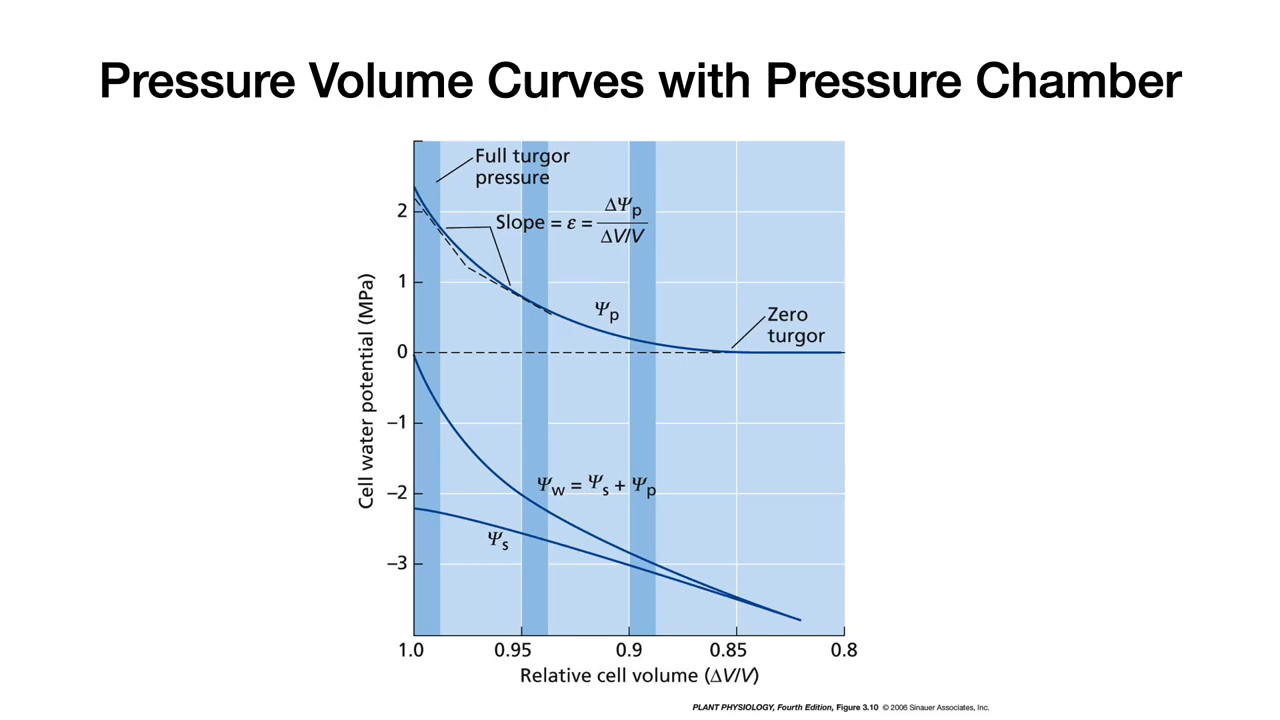 Pressure Volume Curves with Pressure Chamber
Full turgor
pressure
Slope = ε = ΔΨp
ΔV/V
2
1
0
−1
−2
−3
Cell water potential (MPa)
Ψp
Zero
turgor
Ψw = Ψs + Ψp
Ψs
1.0 0.95 0.9 0.85 0.8
Relative cell volume (ΔV/V)
PLANT PHYSIOLOGY, Fourth Edition, Figure 3.10 © 2006 Sinauer Associates, Inc.